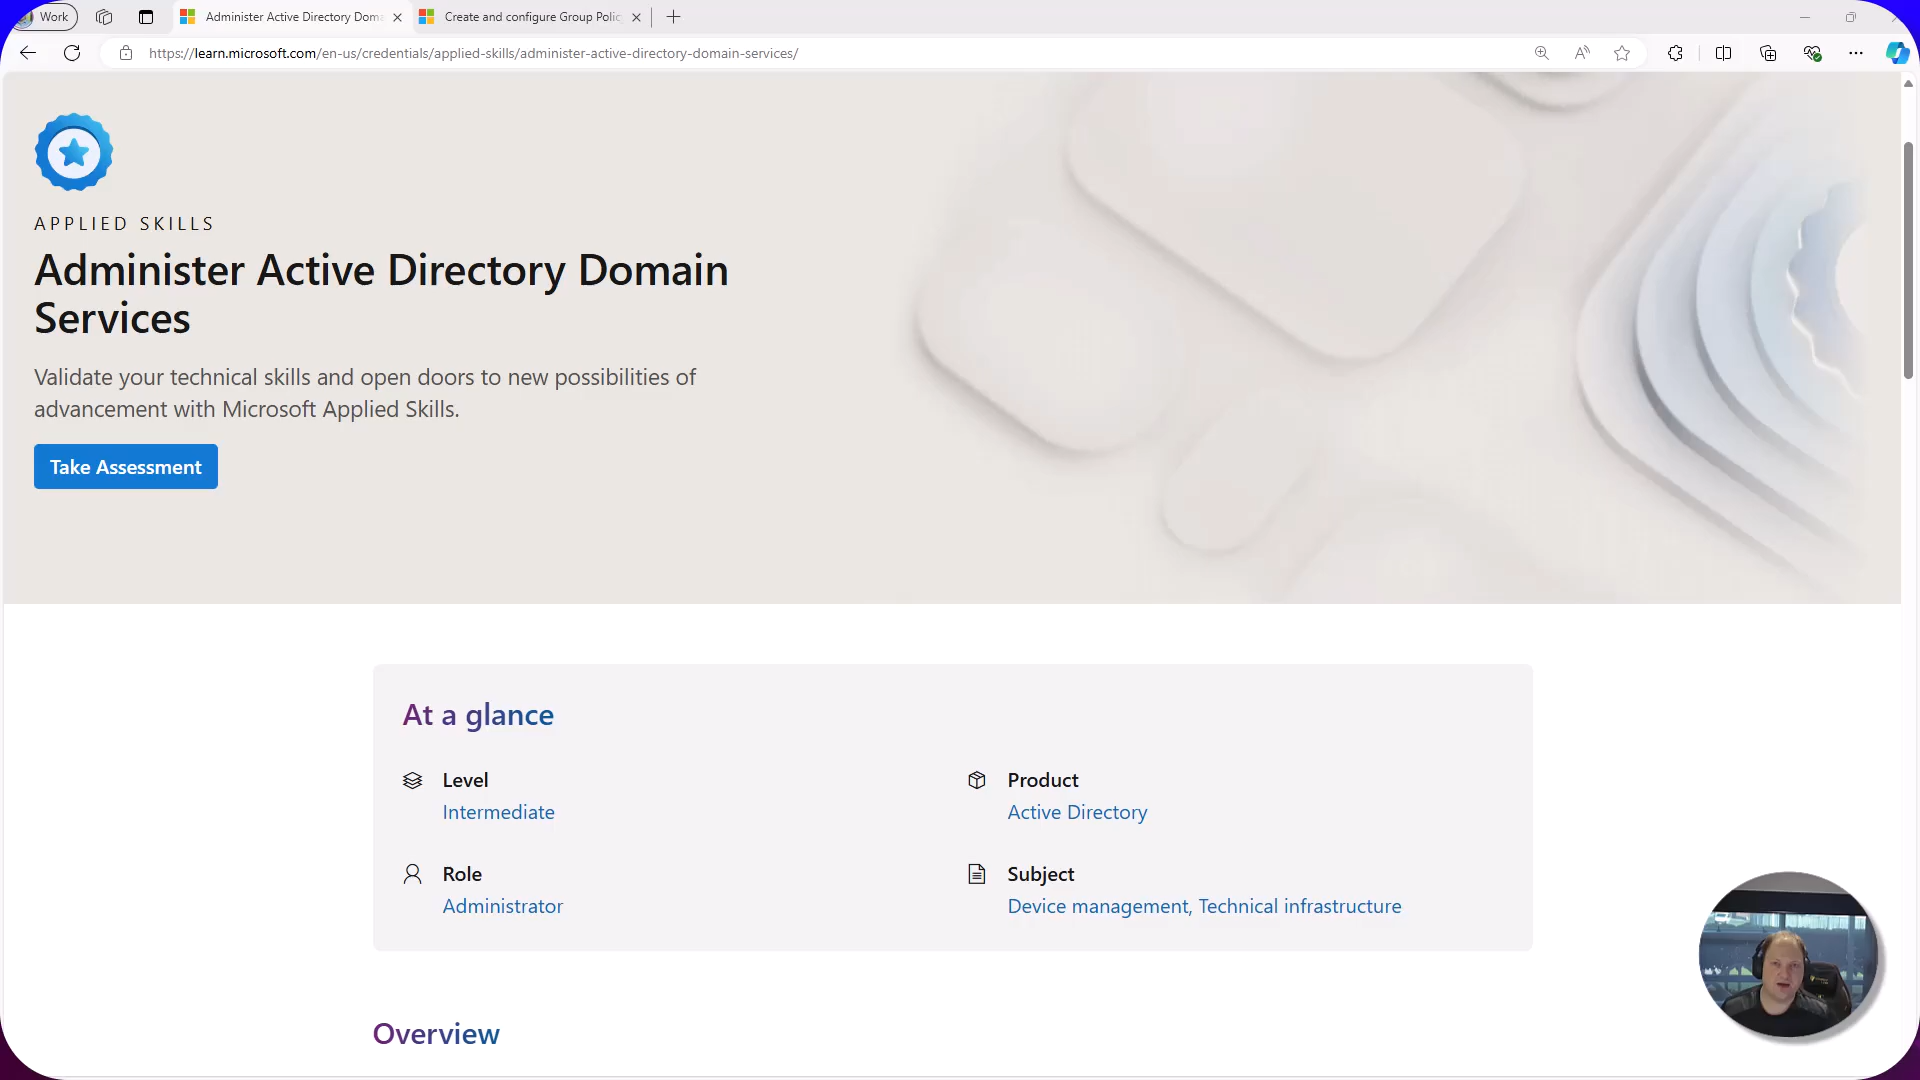 Work
Administer Active Directory Doma
Create and configure Group Polic
https://learn.microsoft.com/en-us/credentials/applied-skills/administer-active-directory-domain-services/
APPLIED SKILLS
Administer Active Directory Domain
Services
Validate your technical skills and open doors to new possibilities of
advancement with Microsoft Applied Skills.
Take Assessment
At a glance
Level
Intermediate
Product
Active Directory
Role
Administrator
Subject
Device management, Technical infrastructure
Overview